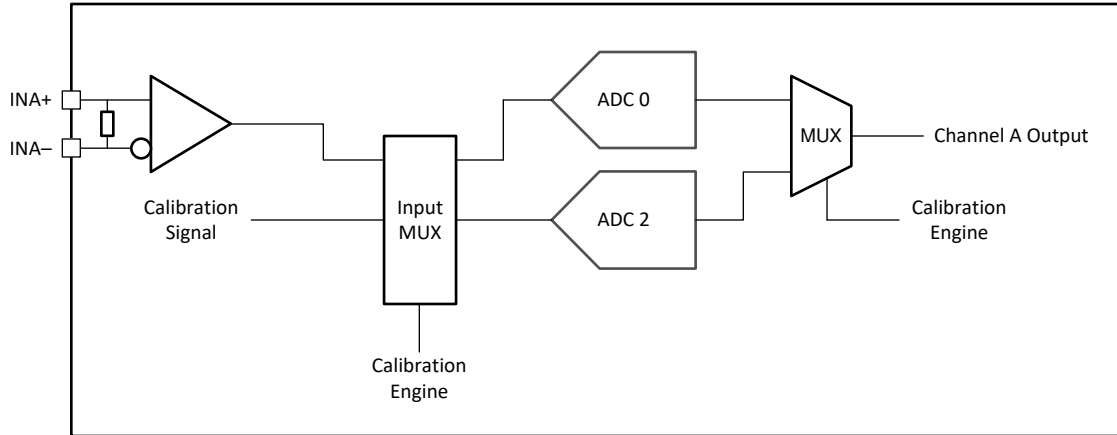 INA+
INA–
ADC 0
MUX
Channel A Output
Calibration
Signal
Input
MUX
ADC 2
Calibration
Engine
Calibration
Engine